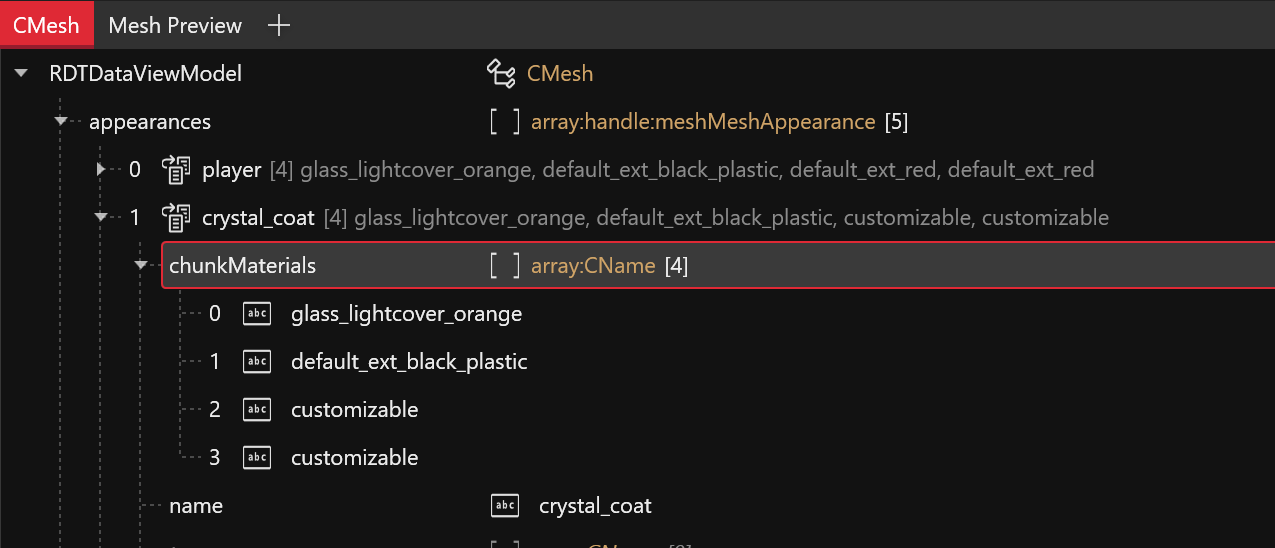 CMesh Mesh Preview
RDTDataViewModel CMesh
appearances [ ] array:handle:meshMeshAppearance [5]
0 player [4] glass_lightcover_orange, default_ext_black_plastic, default_ext_red, default_ext_red
1 crystal_coat [4] glass_lightcover_orange, default_ext_black_plastic, customizable, customizable
chunkMaterials [ ] array:CName [4]
0 abc glass_lightcover_orange
1 abc default_ext_black_plastic
2 abc customizable
3 abc customizable
name abc crystal_coat